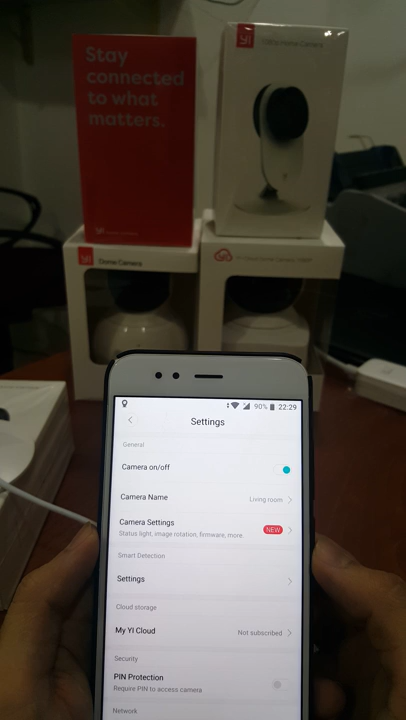 Stay
connected
to what
matters.
YI
1080p Home Camera
YI
YI Dome Camera
90% 22:29
Settings
General
Camera on/off
Camera Name
Living room
Camera Settings
NEW
Status light, image rotation, firmware, more.
Smart Detection
Settings
Cloud storage
My YI Cloud
Not subscribed
Security
PIN Protection
Require PIN to access camera
Network